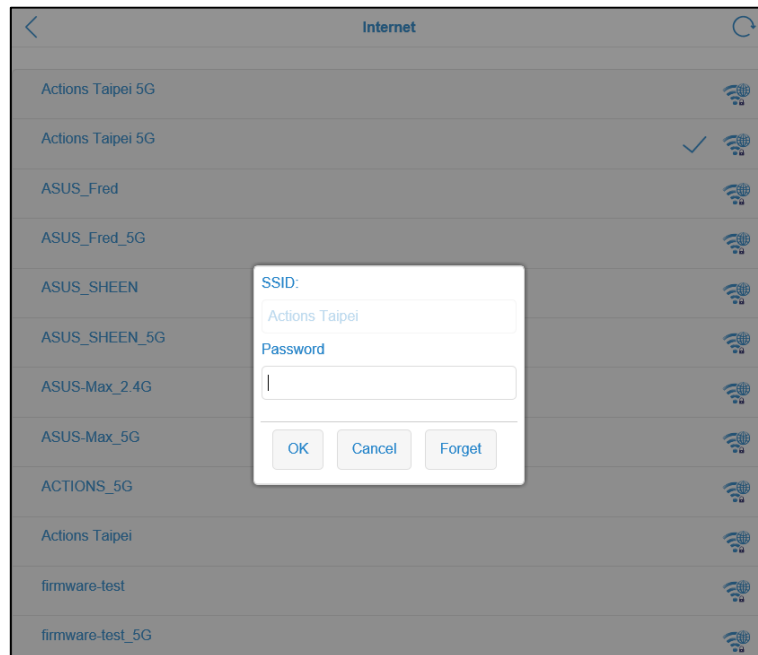 Internet
Actions Taipei 5G
Actions Taipei 5G
ASUS_Fred
ASUS_Fred_5G
ASUS_SHEEN
ASUS_SHEEN_5G
ASUS-Max_2.4G
ASUS-Max_5G
ACTIONS_5G
Actions Taipei
firmware-test
firmware-test_5G
SSID:
Actions Taipei
Password
OK Cancel Forget